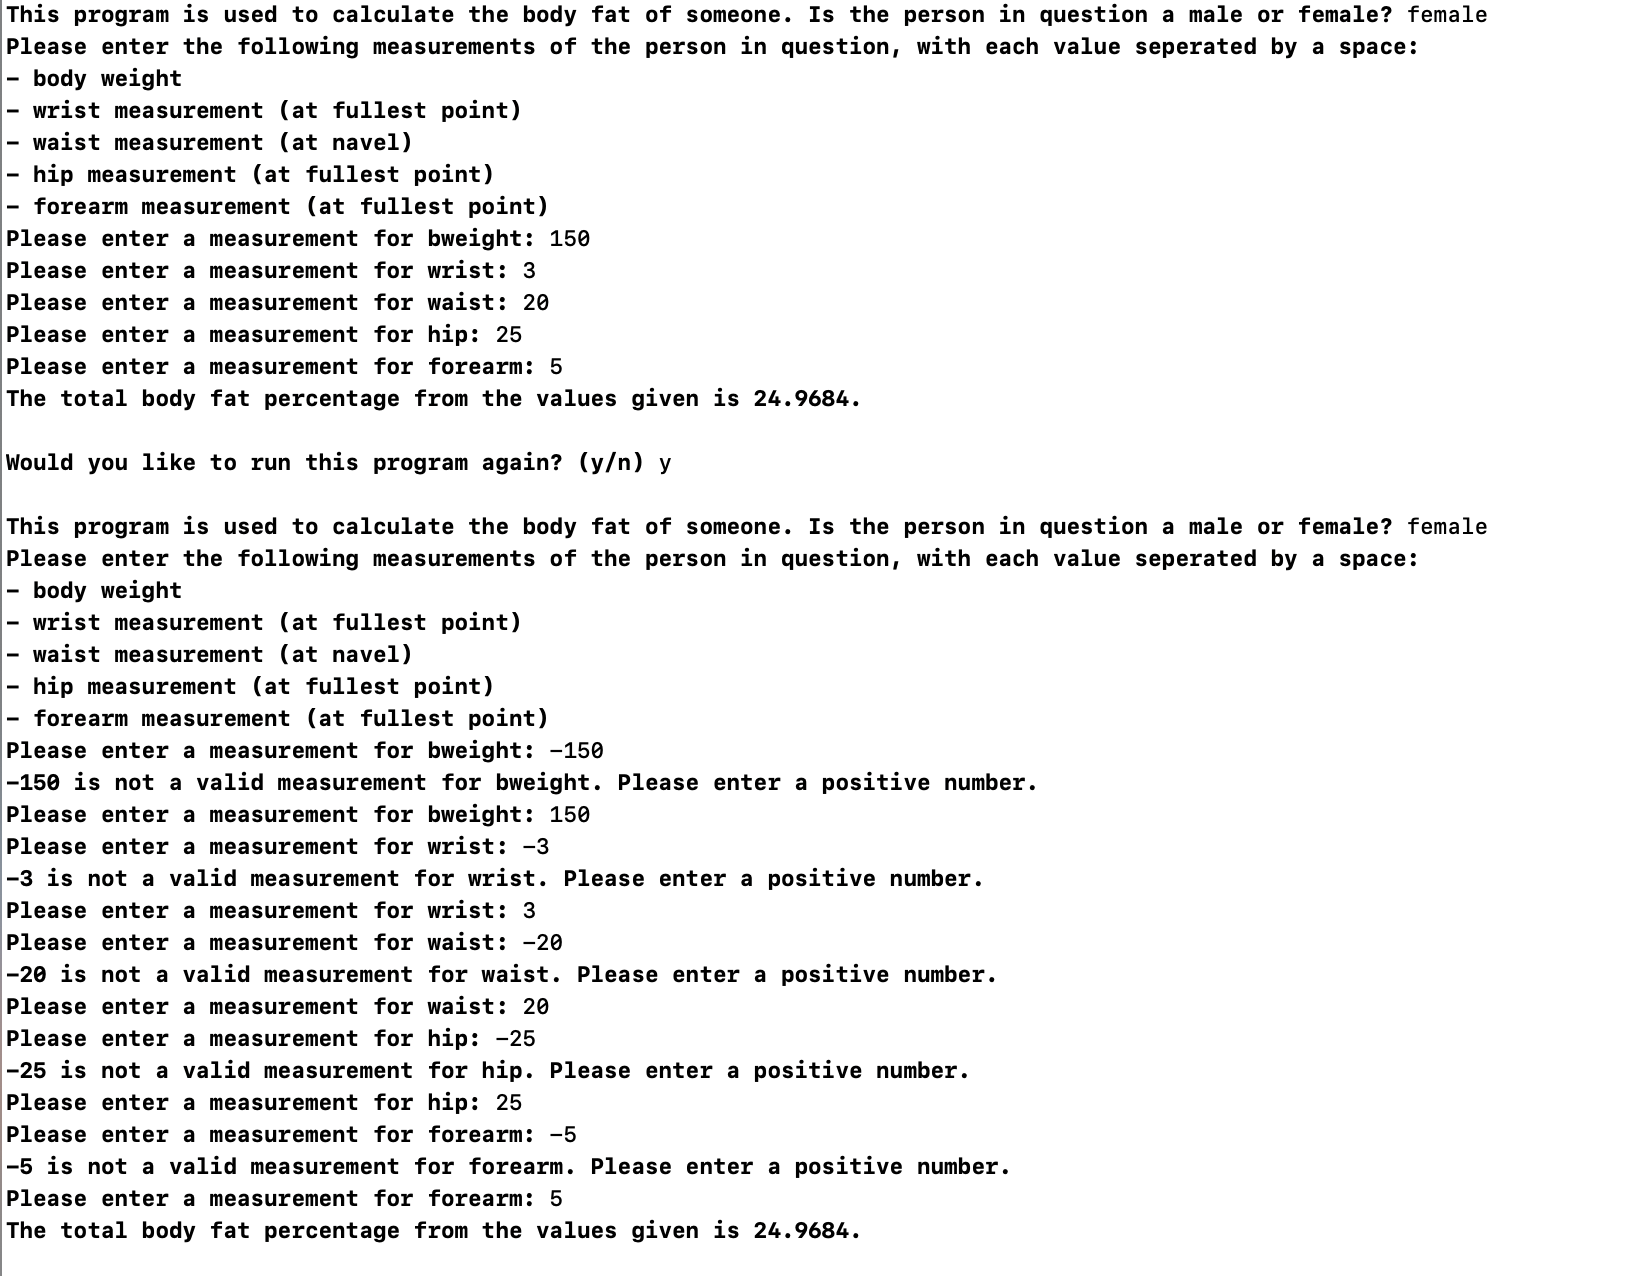 This program is used to calculate the body fat of someone. Is the person in question a male or female? female
Please enter the following measurements of the person in question, with each value seperated by a space:
- body weight
- wrist measurement (at fullest point)
- waist measurement (at navel)
- hip measurement (at fullest point)
- forearm measurement (at fullest point)
Please enter a measurement for bweight: 150
Please enter a measurement for wrist: 3
Please enter a measurement for waist: 20
Please enter a measurement for hip: 25
Please enter a measurement for forearm: 5
The total body fat percentage from the values given is 24.9684.

Would you like to run this program again? (y/n) y

This program is used to calculate the body fat of someone. Is the person in question a male or female? female
Please enter the following measurements of the person in question, with each value seperated by a space:
- body weight
- wrist measurement (at fullest point)
- waist measurement (at navel)
- hip measurement (at fullest point)
- forearm measurement (at fullest point)
Please enter a measurement for bweight: -150
-150 is not a valid measurement for bweight. Please enter a positive number.
Please enter a measurement for bweight: 150
Please enter a measurement for wrist: -3
-3 is not a valid measurement for wrist. Please enter a positive number.
Please enter a measurement for wrist: 3
Please enter a measurement for waist: -20
-20 is not a valid measurement for waist. Please enter a positive number.
Please enter a measurement for waist: 20
Please enter a measurement for hip: -25
-25 is not a valid measurement for hip. Please enter a positive number.
Please enter a measurement for hip: 25
Please enter a measurement for forearm: -5
-5 is not a valid measurement for forearm. Please enter a positive number.
Please enter a measurement for forearm: 5
The total body fat percentage from the values given is 24.9684.